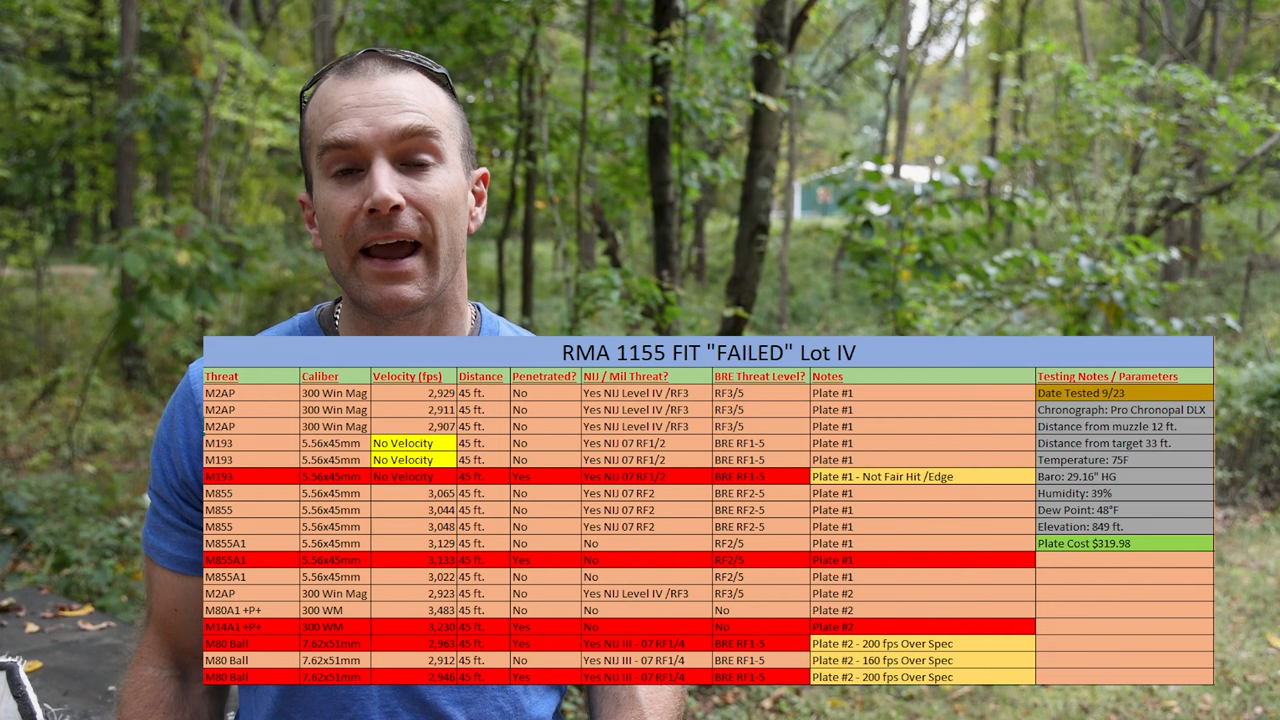 RMA 1155 FIT "FAILED" Lot IV
Threat Caliber Velocity (fps) Distance Penetrated? NIJ / Mil Threat? BRE Threat Level? Notes Testing Notes / Parameters
M2AP 300 Win Mag 2,929 45 ft. No Yes NIJ Level IV /RF3 RF3/5 Plate #1 Date Tested 9/23
M2AP 300 Win Mag 2,911 45 ft. No Yes NIJ Level IV /RF3 RF3/5 Plate #1 Chronograph: Pro Chronopal DLX
M2AP 300 Win Mag 2,907 45 ft. No Yes NIJ Level IV /RF3 RF3/5 Plate #1 Distance from muzzle 12 ft.
M193 5.56x45mm No Velocity 45 ft. No Yes NIJ 07 RF1/2 BRE RF1-5 Plate #1 Distance from target 33 ft.
M193 5.56x45mm No Velocity 45 ft. No Yes NIJ 07 RF1/2 BRE RF1-5 Plate #1 Temperature: 75F
M193 5.56x45mm No Velocity 45 ft. Yes Yes NIJ 07 RF1/2 BRE RF1-5 Plate #1 - Not Fair Hit /Edge Baro: 29.16" HG
M855 5.56x45mm 3,065 45 ft. No Yes NIJ 07 RF2 BRE RF2-5 Plate #1 Humidity: 39%
M855 5.56x45mm 3,044 45 ft. No Yes NIJ 07 RF2 BRE RF2-5 Plate #1 Dew Point: 48°F
M855 5.56x45mm 3,048 45 ft. No Yes NIJ 07 RF2 BRE RF2-5 Plate #1 Elevation: 849 ft.
M855A1 5.56x45mm 3,129 45 ft. No No RF2/5 Plate #1 Plate Cost $319.98
M855A1 5.56x45mm 3,133 45 ft. Yes No RF2/5 Plate #1
M855A1 5.56x45mm 3,022 45 ft. No No RF2/5 Plate #1
M2AP 300 Win Mag 2,923 45 ft. No Yes NIJ Level IV /RF3 RF3/5 Plate #2
M80A1 +P+ 300 WM 3,483 45 ft. No No No Plate #2
M14A1 +P+ 300 WM 3,230 45 ft. Yes No No Plate #2
M80 Ball 7.62x51mm 2,963 45 ft. Yes Yes NIJ III - 07 RF1/4 BRE RF1-5 Plate #2 - 200 fps Over Spec
M80 Ball 7.62x51mm 2,912 45 ft. No Yes NIJ III - 07 RF1/4 BRE RF1-5 Plate #2 - 160 fps Over Spec
M80 Ball 7.62x51mm 2,946 45 ft. Yes Yes NIJ III - 07 RF1/4 BRE RF1-5 Plate #2 - 200 fps Over Spec